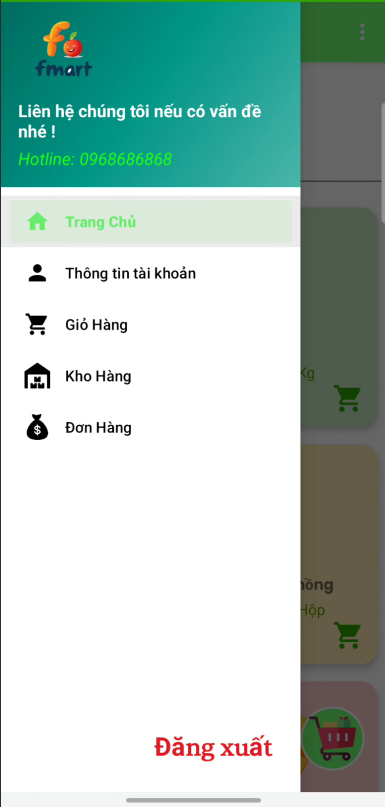 fmart
Liên hệ chúng tôi nếu có vấn đề
nhé !
Hotline: 0968686868
Trang Chủ
Thông tin tài khoản
Giỏ Hàng
Kg
Kho Hàng
Đơn Hàng
Hộp
Đăng xuất